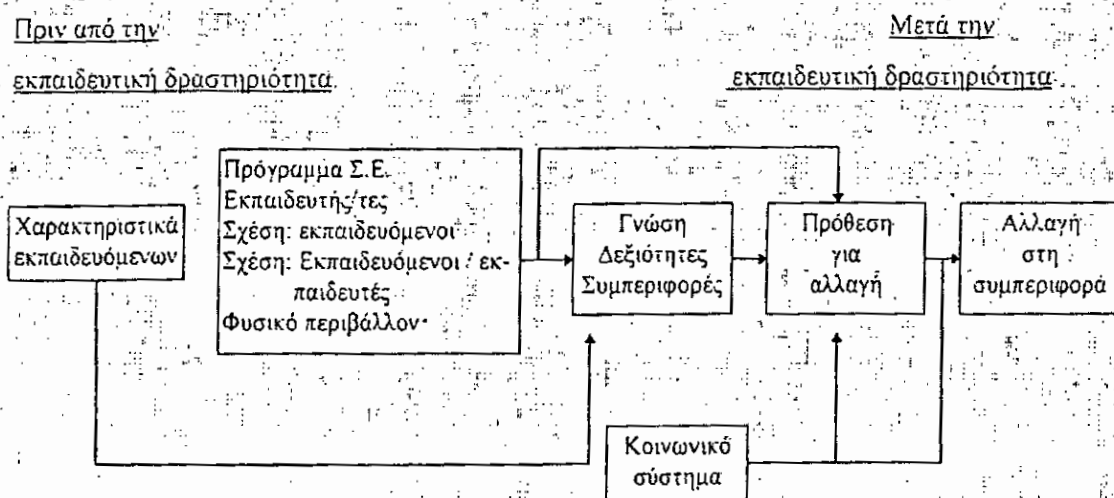 Πριν από την
εκπαιδευτική δραστηριότητα
Μετά την
εκπαιδευτική δραστηριότητα
Χαρακτηριστικά
εκπαιδευόμενων
Πρόγραμμα Σ.Ε.
Εκπαιδευτής/τες
Σχέση: εκπαιδευόμενοι
Σχέση: Εκπαιδευόμενοι / εκ-
παιδευτές
Φυσικό περιβάλλον
Γνώση
Δεξιότητες
Συμπεριφορές
Πρόθεση
για
αλλαγή
Αλλαγή
στη
συμπεριφορά
Κοινωνικό
σύστημα